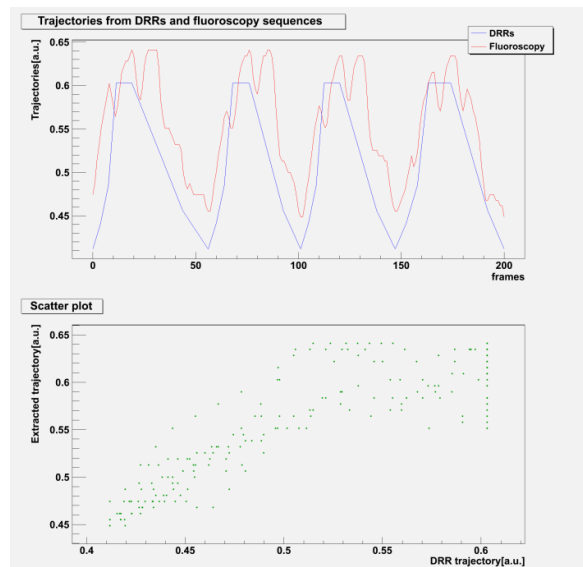 Trajectories from DRRs and fluoroscopy sequences
DRRs
Fluoroscopy
Trajectories[a.u.]
0.65
0.6
0.55
0.5
0.45
0
50
100
150
200
frames
Scatter plot
Extracted trajectory[a.u.]
0.65
0.6
0.55
0.5
0.45
0.4
0.45
0.5
0.55
0.6
DRR trajectory[a.u.]